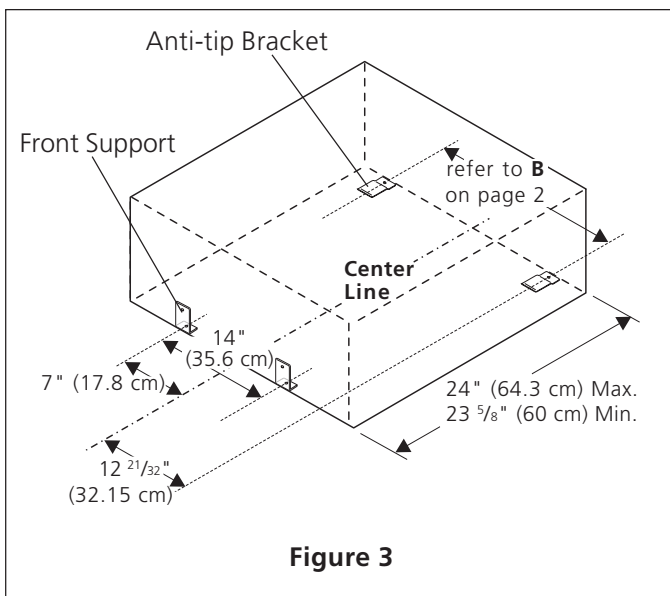 Anti-tip Bracket
Front Support
refer to B
on page 2
Center
Line
14"
(35.6 cm)
7" (17.8 cm)
24" (64.3 cm) Max.
23 5/8" (60 cm) Min.
12 21/32"
(32.15 cm)
Figure 3